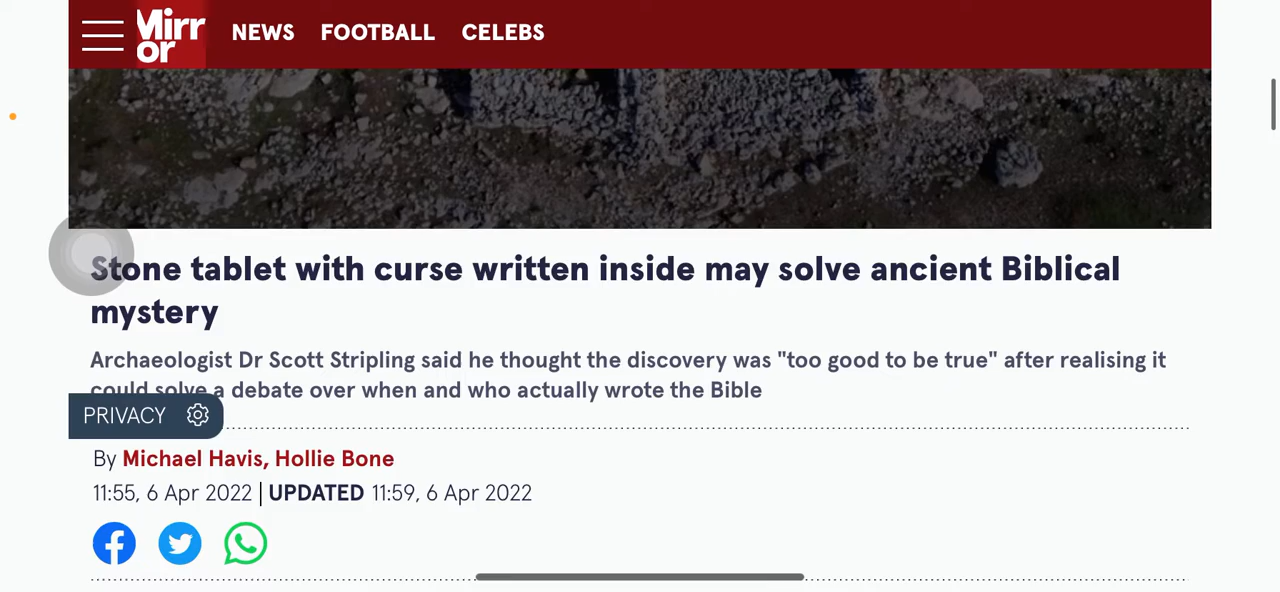 Mirr
or
NEWS FOOTBALL CELEBS
Stone tablet with curse written inside may solve ancient Biblical
mystery
Archaeologist Dr Scott Stripling said he thought the discovery was "too good to be true" after realising it
could solve a debate over when and who actually wrote the Bible
PRIVACY
By Michael Havis, Hollie Bone
11:55, 6 Apr 2022 | UPDATED 11:59, 6 Apr 2022